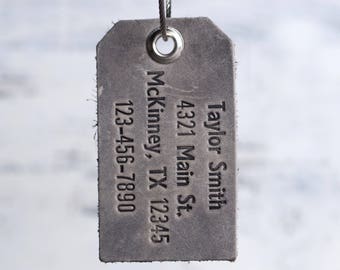 Taylor Smith
4321 Main St.
McKinney, TX 12345
123-456-7890